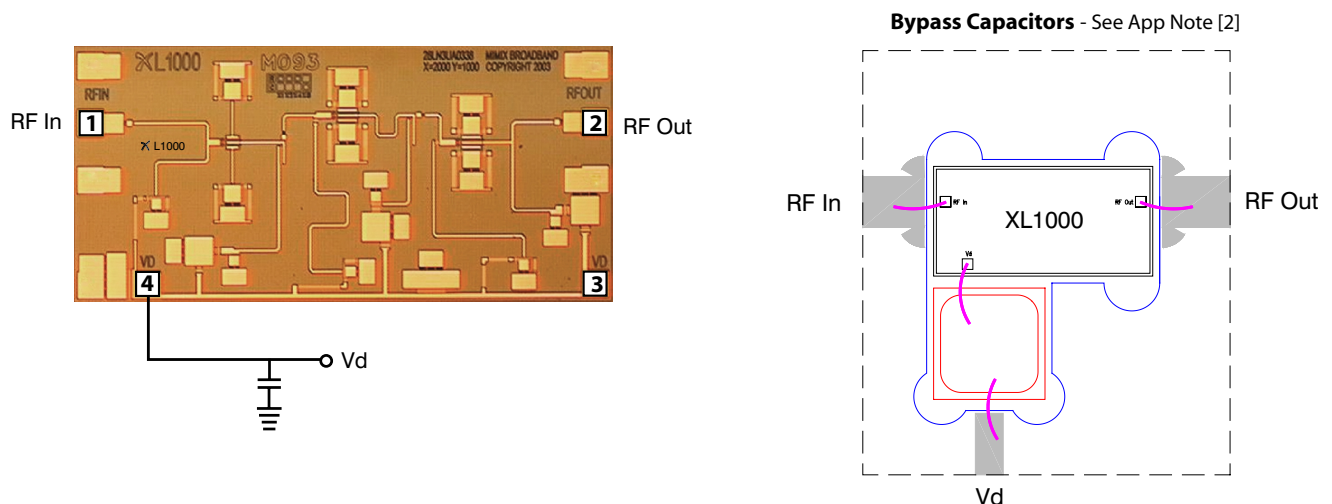 Bypass Capacitors - See App Note [2]
XL1000
M093
28LN3UA0338 MIMIX BROADBAND
X=2000 Y=1000 COPYRIGHT 2003
RFIN
RFOUT
RF In
1
2
RF Out
XL1000
VD
4
VD
3
Vd
RF In
RF In
RF Out
RF Out
XL1000
Vd
Vd